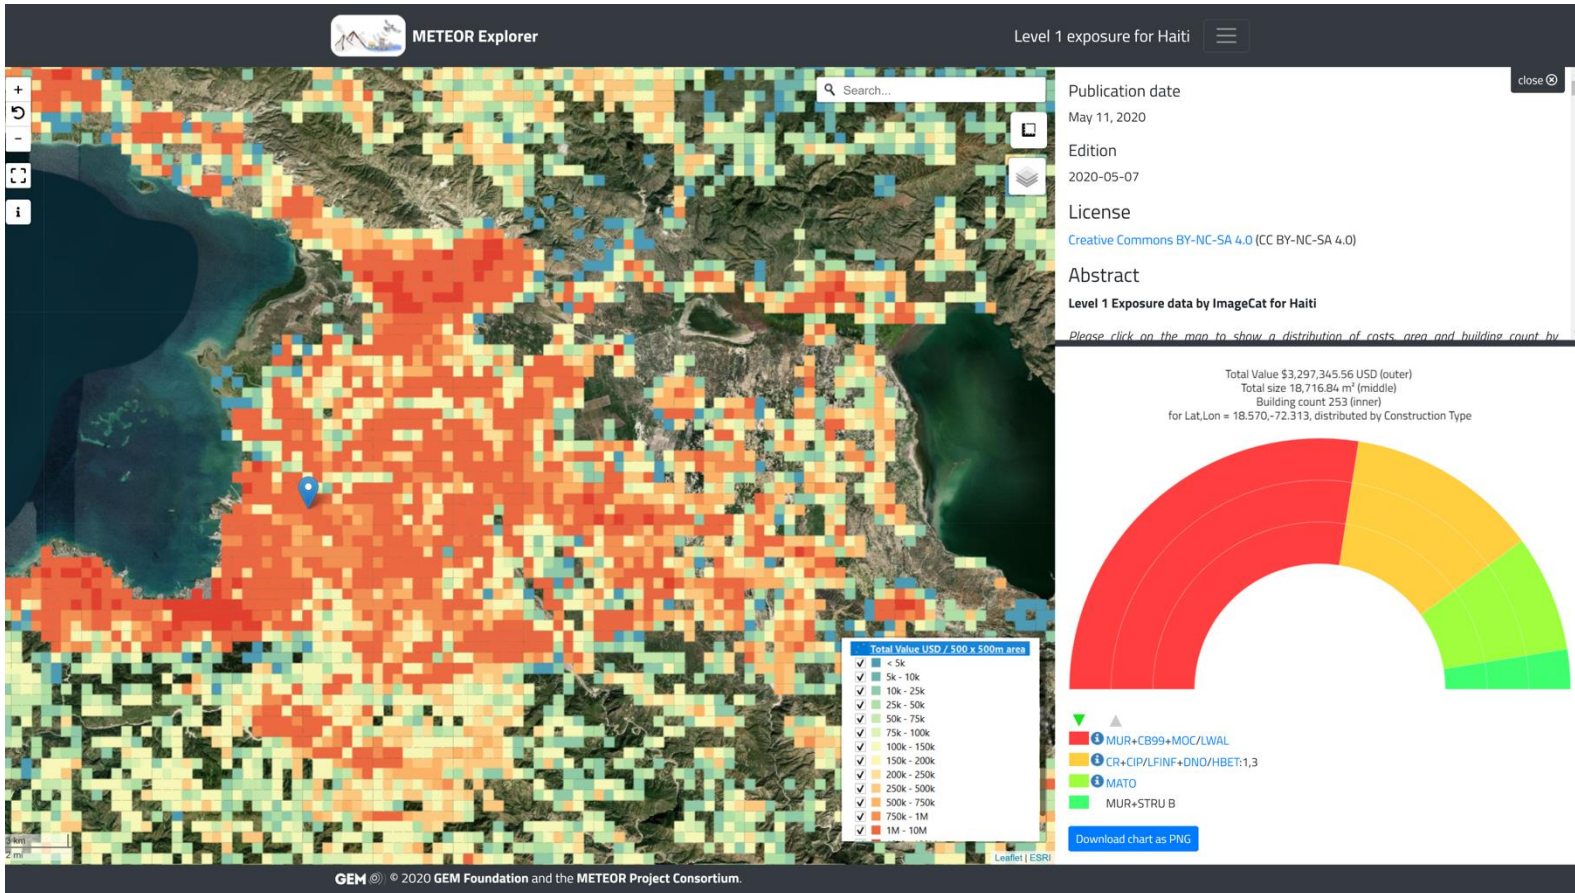 METEOR Explorer
Level 1 exposure for Haiti
+
-
i
Search...
close
Publication date
May 11, 2020
Edition
2020-05-07
License
Creative Commons BY-NC-SA 4.0 (CC BY-NC-SA 4.0)
Abstract
Level 1 Exposure data by ImageCat for Haiti
Please click on the map to show a distribution of costs, area and building count by
Total Value $3,297,345.56 USD (outer)
Total size 18,716.84 m² (middle)
Building count 253 (inner)
for Lat,Lon = 18.570,-72.313, distributed by Construction Type
MUR+CB99+MOC/LWAL
CR+CIP/LFINF+DNO/HBET:1,3
MATO
MUR+STRU B
Download chart as PNG
Total Value USD / 500 x 500m area
< 5k
5k - 10k
10k - 25k
25k - 50k
50k - 75k
75k - 100k
100k - 150k
150k - 200k
200k - 250k
250k - 500k
500k - 750k
750k - 1M
1M - 10M
3 km
2 mi
Leaflet | ESRI
GEM © 2020 GEM Foundation and the METEOR Project Consortium.